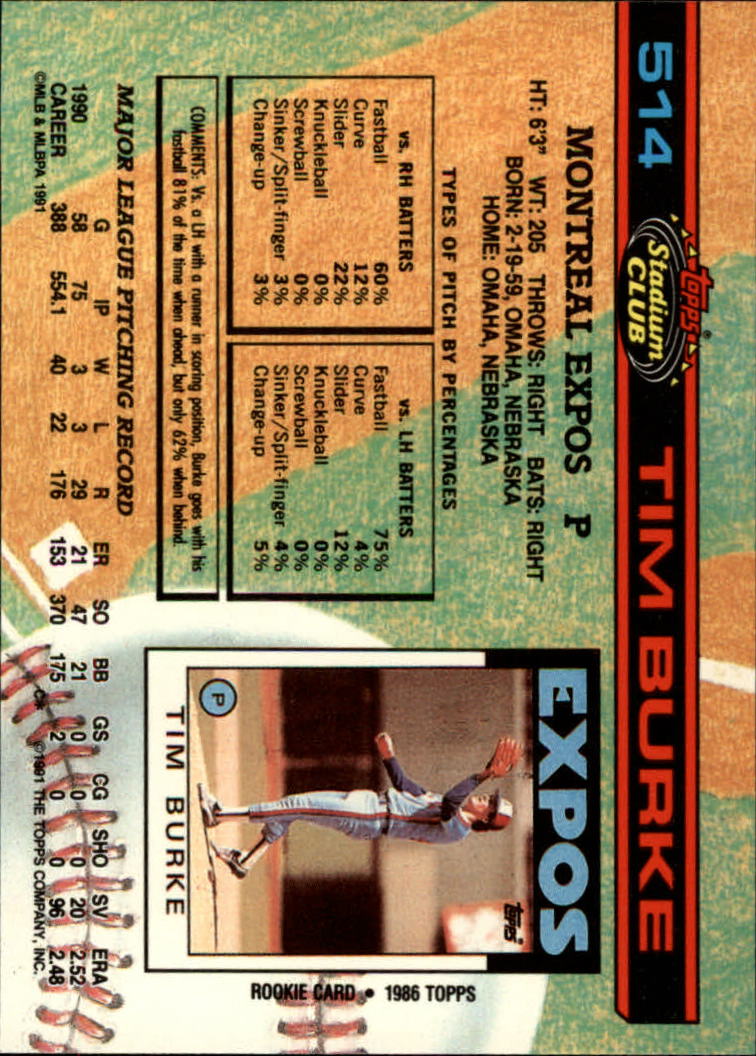 514
Topps®
Stadium
CLUB
TIM BURKE
MONTREAL EXPOS P
HT: 6'3" WT: 205 THROWS: RIGHT BATS: RIGHT
BORN: 2-19-59, OMAHA, NEBRASKA
HOME: OMAHA, NEBRASKA
TYPES OF PITCH BY PERCENTAGES
vs. RH BATTERS
Fastball 60%
Curve 12%
Slider 22%
Knuckleball 0%
Screwball 0%
Sinker/Split-finger 3%
Change-up 3%
vs. LH BATTERS
Fastball 75%
Curve 4%
Slider 12%
Knuckleball 0%
Screwball 0%
Sinker/Split-finger 4%
Change-up 5%
COMMENTS: Vs. a LH with a runner in scoring position, Burke goes with his
fastball 81% of the time when ahead, but only 62% when behind.
EXPOS
Topps®
P
TIM BURKE
ROOKIE CARD • 1986 TOPPS
MAJOR LEAGUE PITCHING RECORD
G IP W L R ER SO BB GS CG SHO SV ERA
1990 58 75 3 3 29 21 47 21 0 0 0 20 2.52
CAREER 388 554.1 40 22 176 153 370 175 2 0 0 96 2.48
©MLB & MLBPA 1991
C* ©1991 THE TOPPS COMPANY, INC.